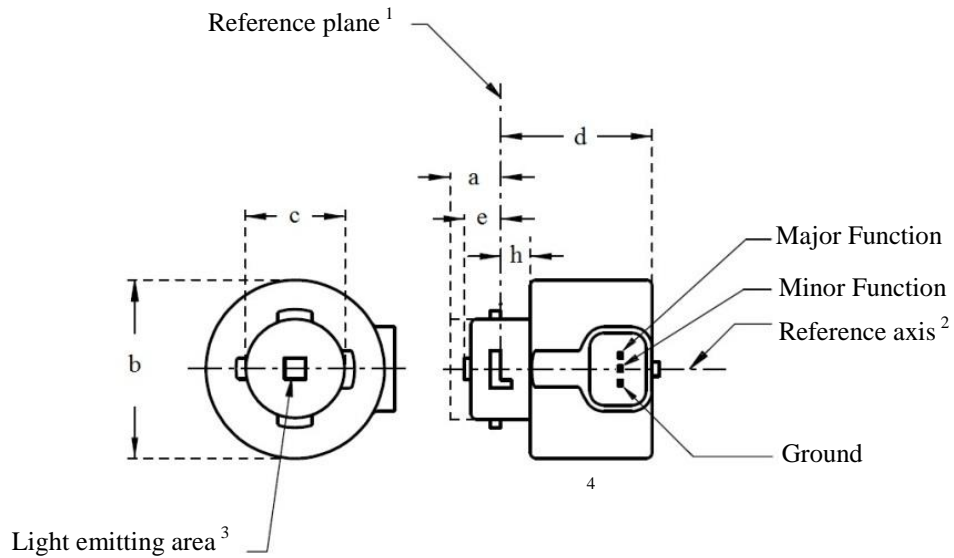 Reference plane 1
d
a
c
e
h
Major Function
Minor Function
Reference axis 2
b
Ground
4
Light emitting area 3